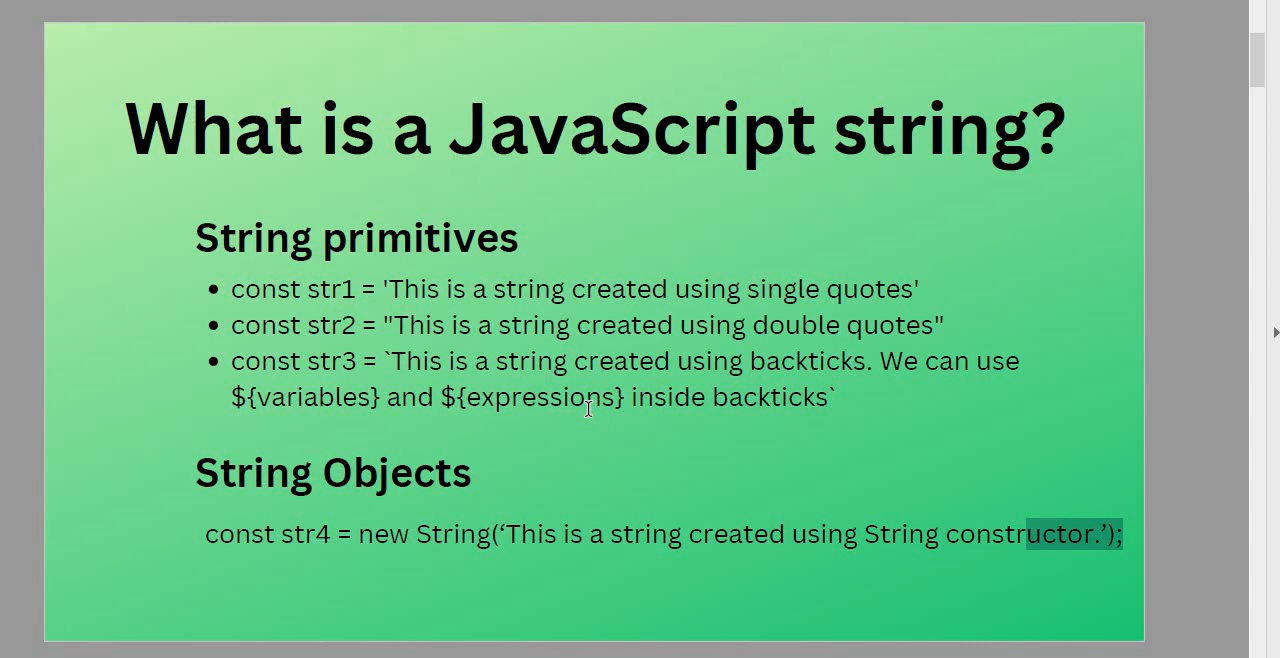 What is a JavaScript string?
String primitives
• const str1 = 'This is a string created using single quotes'
• const str2 = "This is a string created using double quotes"
• const str3 = `This is a string created using backticks. We can use
${variables} and ${expressions} inside backticks`
String Objects
const str4 = new String(‘This is a string created using String constructor.’);